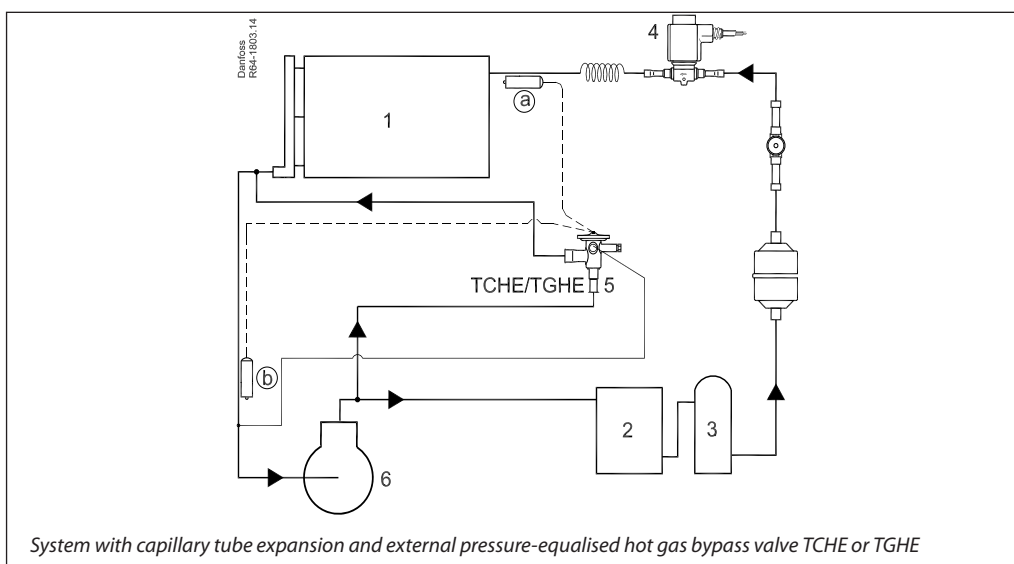 Danfoss
R64-1803.14
4
a
1
TCHE/TGHE 5
b
2
3
6
System with capillary tube expansion and external pressure-equalised hot gas bypass valve TCHE or TGHE